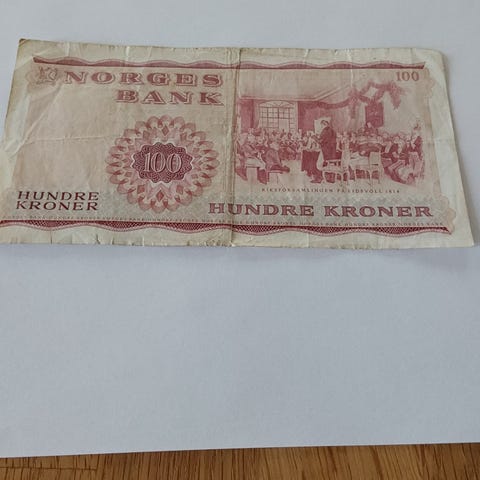 NORGES
BANK
100
100
RIKSFORSAMLINGEN PÅ EIDSVOLL 1814
HUNDRE
KRONER
HUNDRE KRONER